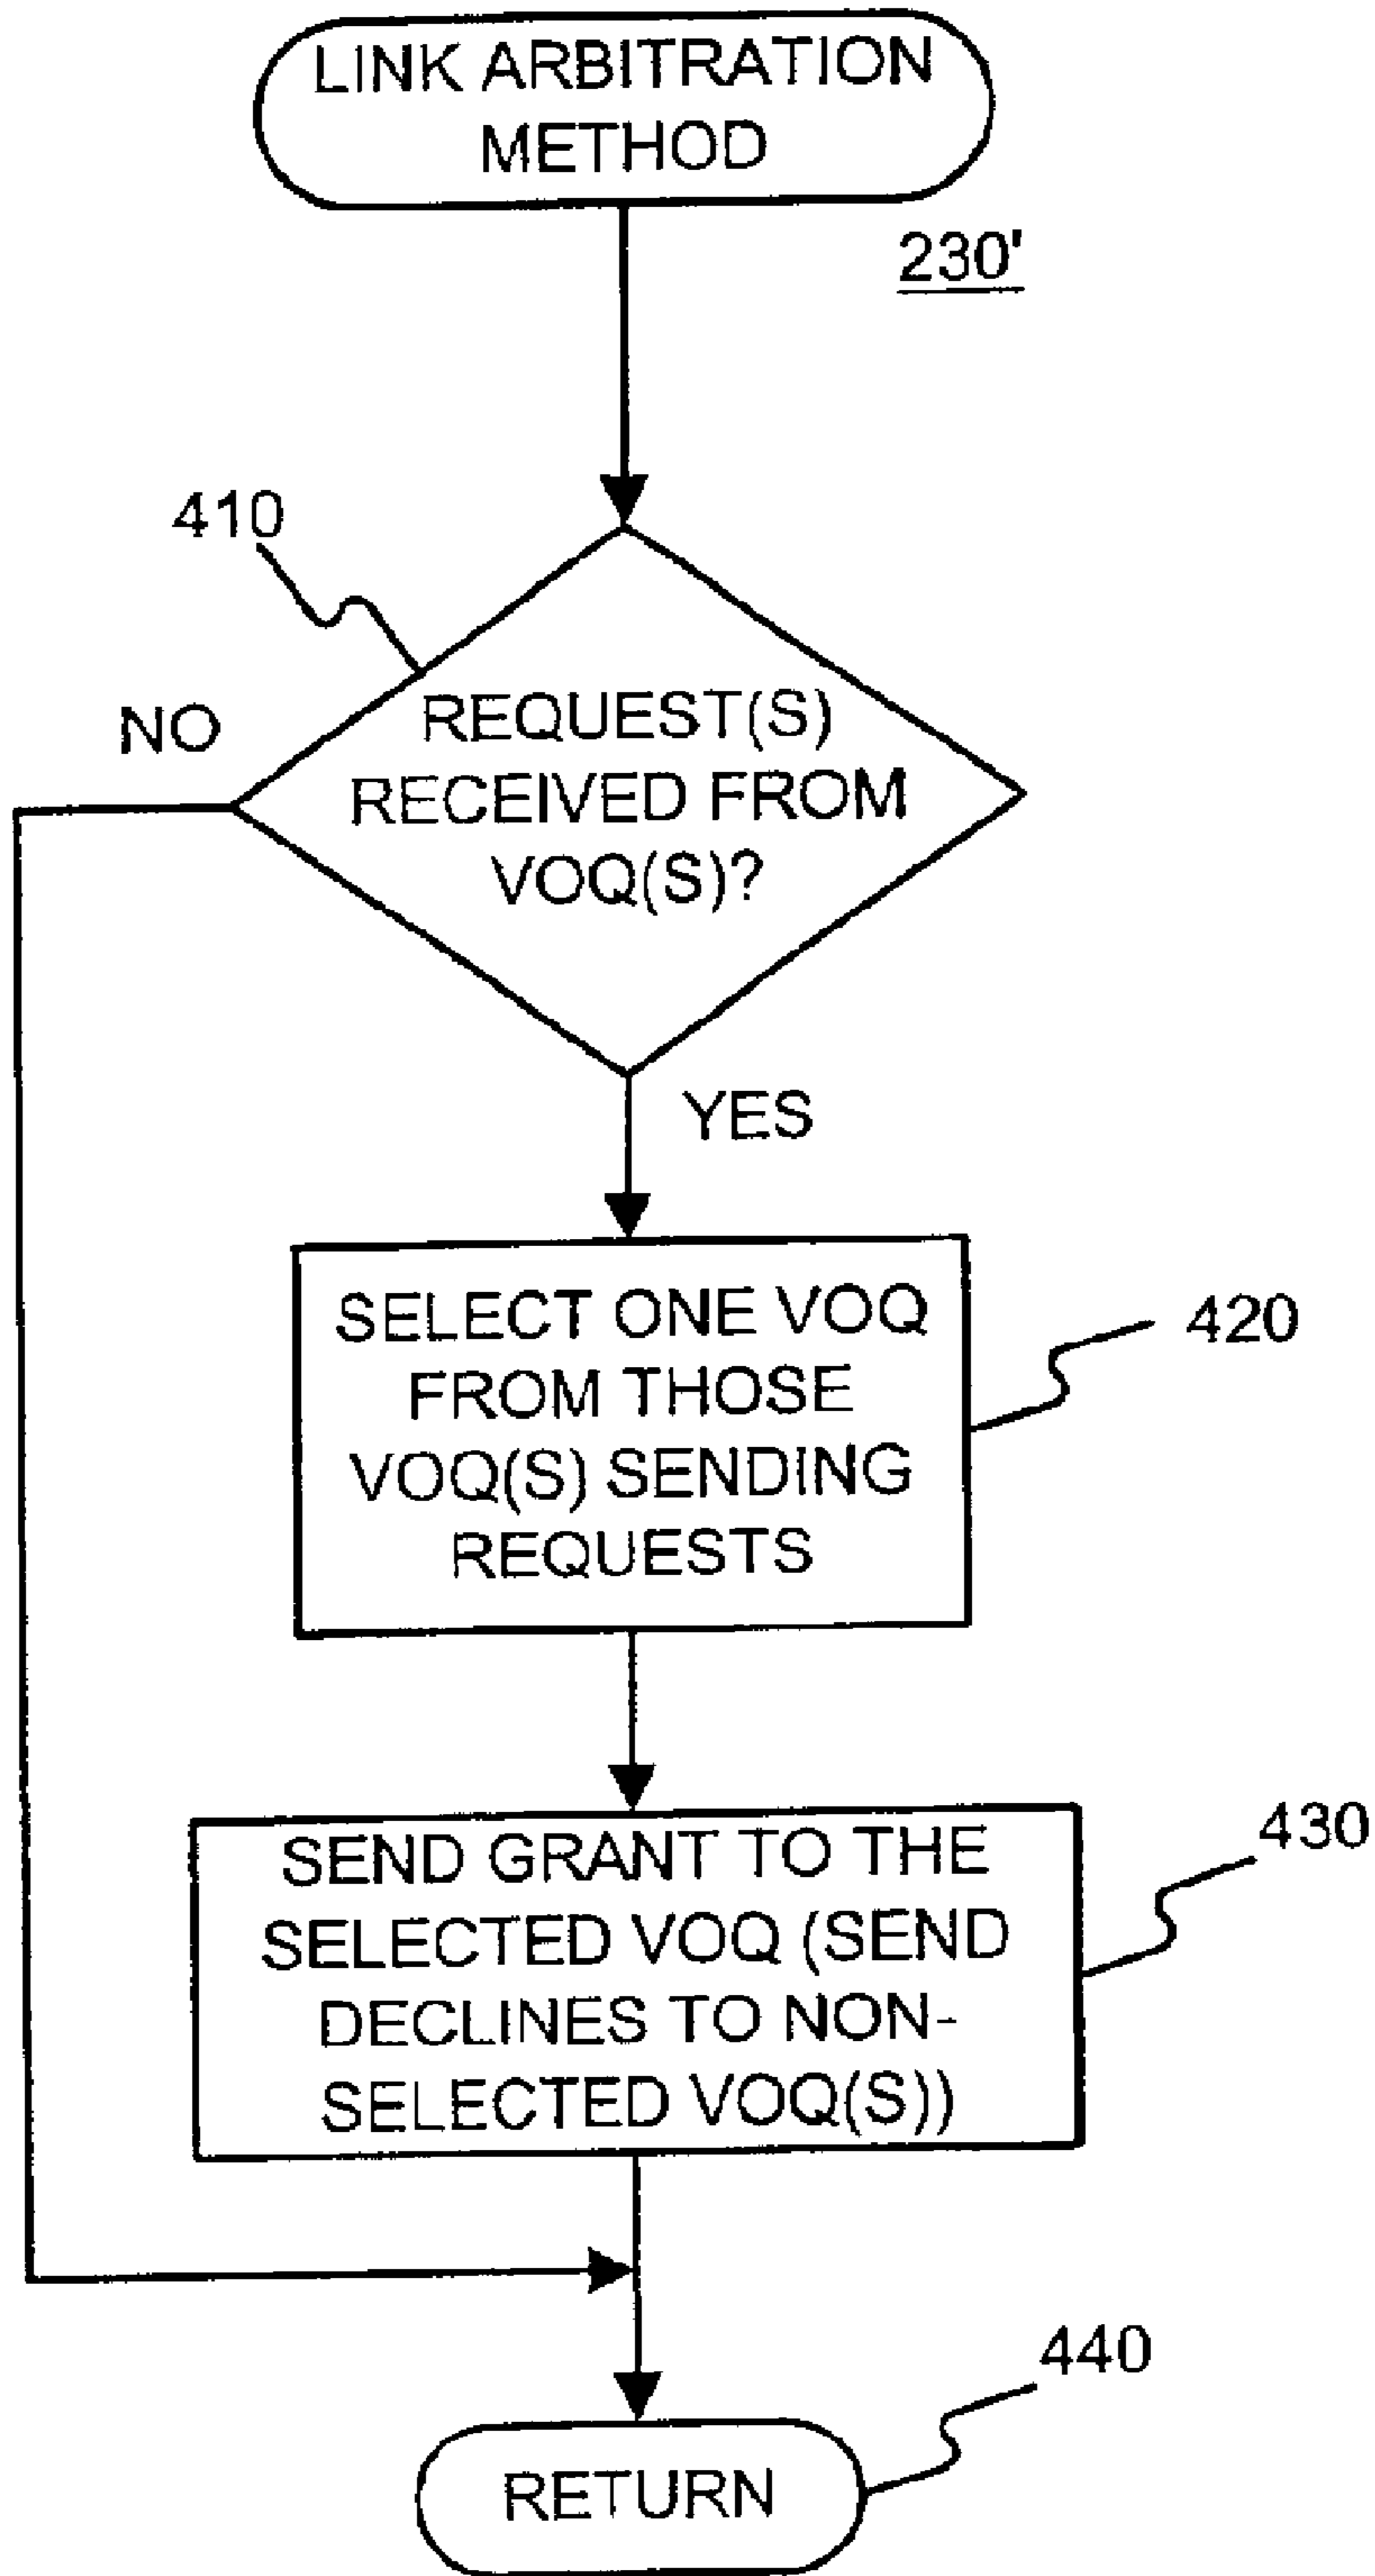 LINK ARBITRATION
METHOD
230'
410
NO
REQUEST(S)
RECEIVED FROM
VOQ(S)?
YES
SELECT ONE VOQ
FROM THOSE
VOQ(S) SENDING
REQUESTS
420
SEND GRANT TO THE
SELECTED VOQ (SEND
DECLINES TO NON-
SELECTED VOQ(S))
430
440
RETURN